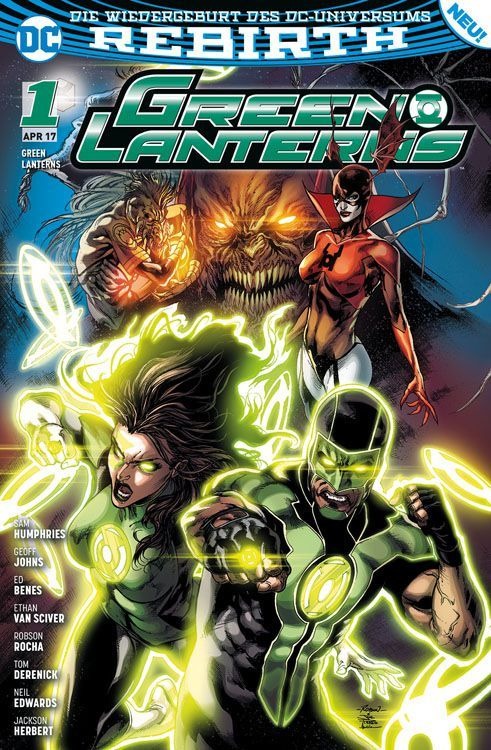 DIE WIEDERGEBURT DES DC-UNIVERSUMS
DC
REBIRTH
NEU!
1
APR 17
GREEN
LANTERNS
GREEN
LANTERNS
SAM
HUMPHRIES
GEOFF
JOHNS
ED
BENES
ETHAN
VAN SCIVER
ROBSON
ROCHA
TOM
DERENICK
NEIL
EDWARDS
JACKSON
HERBERT